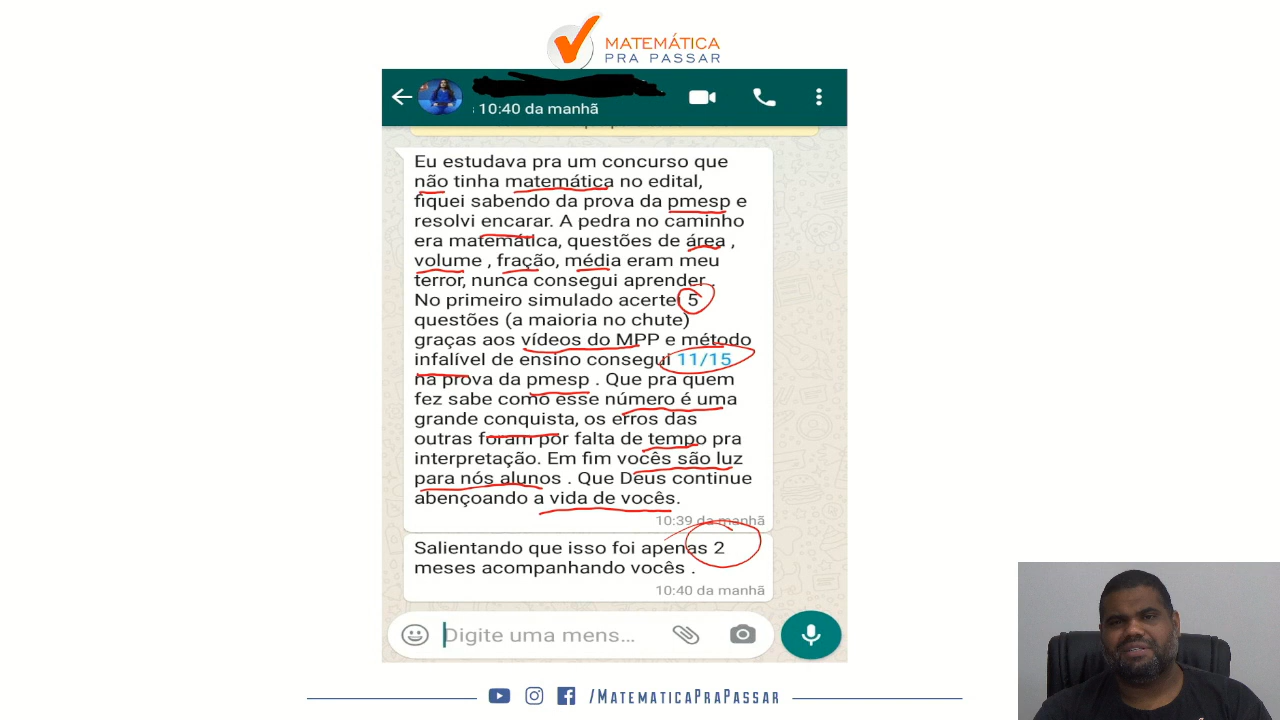 MATEMÁTICA
PRA PASSAR
10:40 da manhã
Eu estudava pra um concurso que
não tinha matemática no edital,
fiquei sabendo da prova da pmesp e
resolvi encarar. A pedra no caminho
era matemática, questões de área ,
volume , fração, média eram meu
terror, nunca consegui aprender .
No primeiro simulado acertei 5
questões (a maioria no chute)
graças aos vídeos do MPP e método
infalível de ensino consegui 11/15
na prova da pmesp . Que pra quem
fez sabe como esse número é uma
grande conquista, os erros das
outras foram por falta de tempo pra
interpretação. Em fim vocês são luz
para nós alunos . Que Deus continue
abençoando a vida de vocês.
10:39 da manhã
Salientando que isso foi apenas 2
meses acompanhando vocês .
10:40 da manhã
Digite uma mens...
/MATEMATICAPRAPASSAR